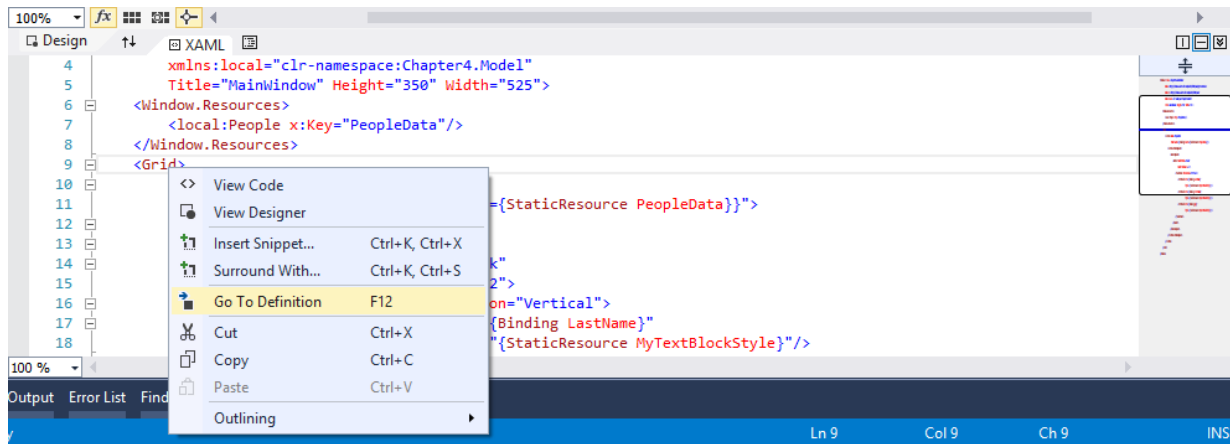 100% fx
Design XAML
4 xmlns:local="clr-namespace:Chapter4.Model"
5 Title="MainWindow" Height="350" Width="525">
6 <Window.Resources>
7 <local:People x:Key="PeopleData"/>
8 </Window.Resources>
9 <Grid>
10
11 ={StaticResource PeopleData}}">
12
13
14 k"
15 2">
16 on="Vertical">
17 {Binding LastName}"
18 "{StaticResource MyTextBlockStyle}"/>
View Code
View Designer
Insert Snippet... Ctrl+K, Ctrl+X
Surround With... Ctrl+K, Ctrl+S
Go To Definition F12
Cut Ctrl+X
Copy Ctrl+C
Paste Ctrl+V
Outlining
100 %
Output Error List Find
y Ln 9 Col 9 Ch 9 INS